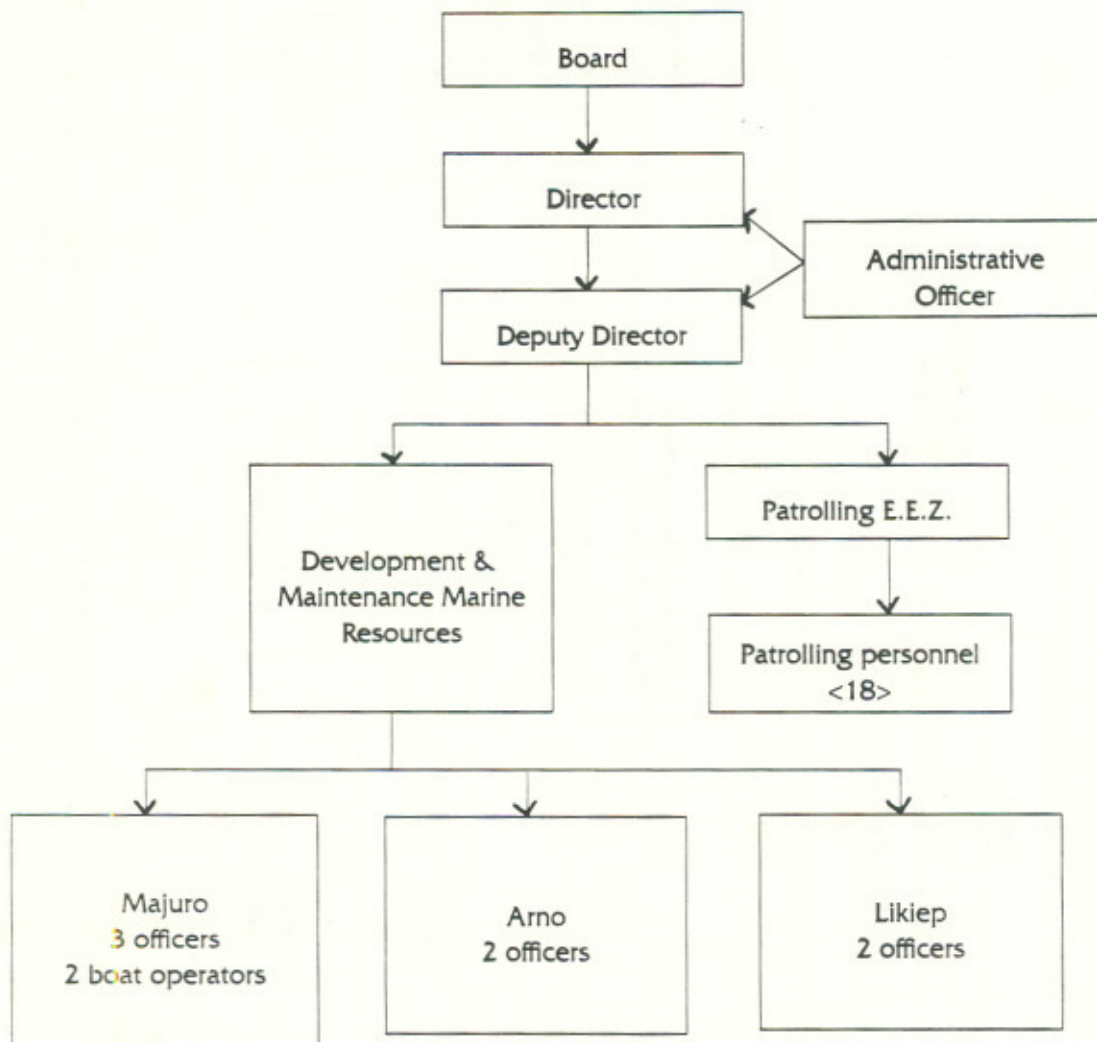 Board
Director
Administrative
Officer
Deputy Director
Development &
Maintenance Marine
Resources
Patrolling E.E.Z.
Patrolling personnel
<18>
Majuro
3 officers
2 boat operators
Arno
2 officers
Likiep
2 officers